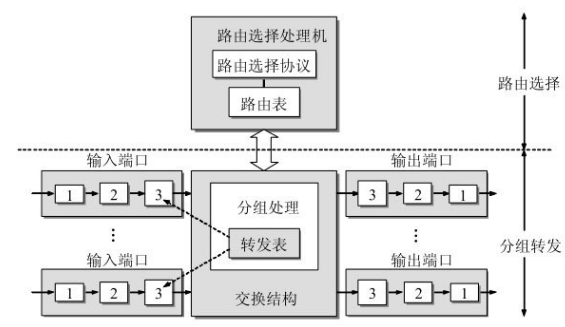 路由选择处理机
路由选择协议
路由表
路由选择
输入端口
输出端口
1 2 3
3 2 1
分组处理
转发表
分组转发
输入端口
输出端口
1 2 3
3 2 1
交换结构